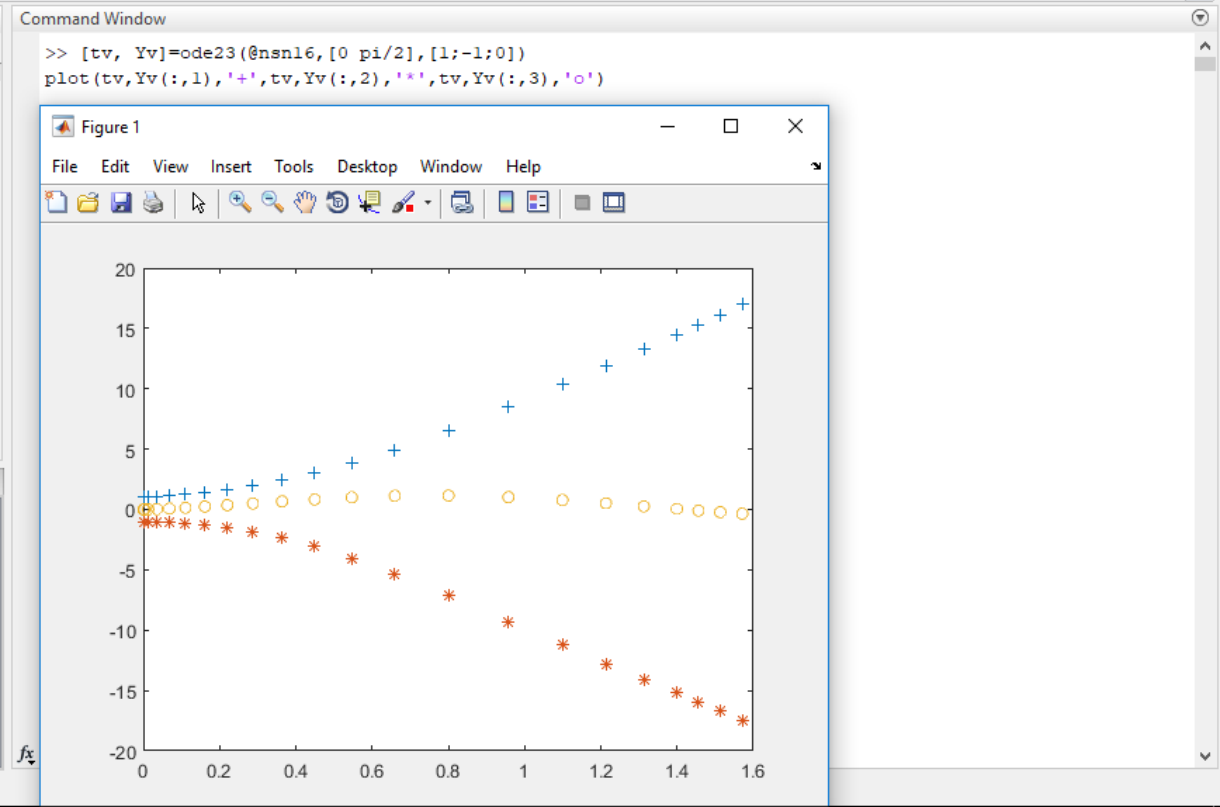 Command Window
>> [tv, Yv]=ode23(@nsn16,[0 pi/2],[1;-1;0])
plot(tv,Yv(:,1),'+',tv,Yv(:,2),'*',tv,Yv(:,3),'o')
Figure 1
File Edit View Insert Tools Desktop Window Help
20
15
10
5
0
-5
-10
-15
-20
0 0.2 0.4 0.6 0.8 1 1.2 1.4 1.6
fx